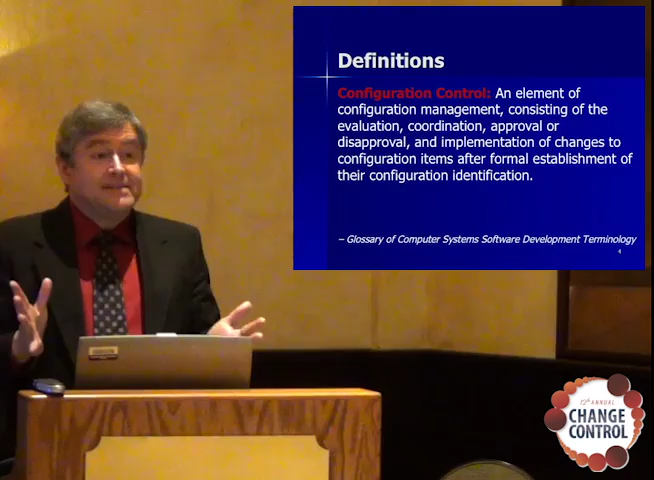 Definitions
Configuration Control: An element of
configuration management, consisting of the
evaluation, coordination, approval or
disapproval, and implementation of changes to
configuration items after formal establishment of
their configuration identification.
– Glossary of Computer Systems Software Development Terminology
4
12th ANNUAL
CHANGE
CONTROL